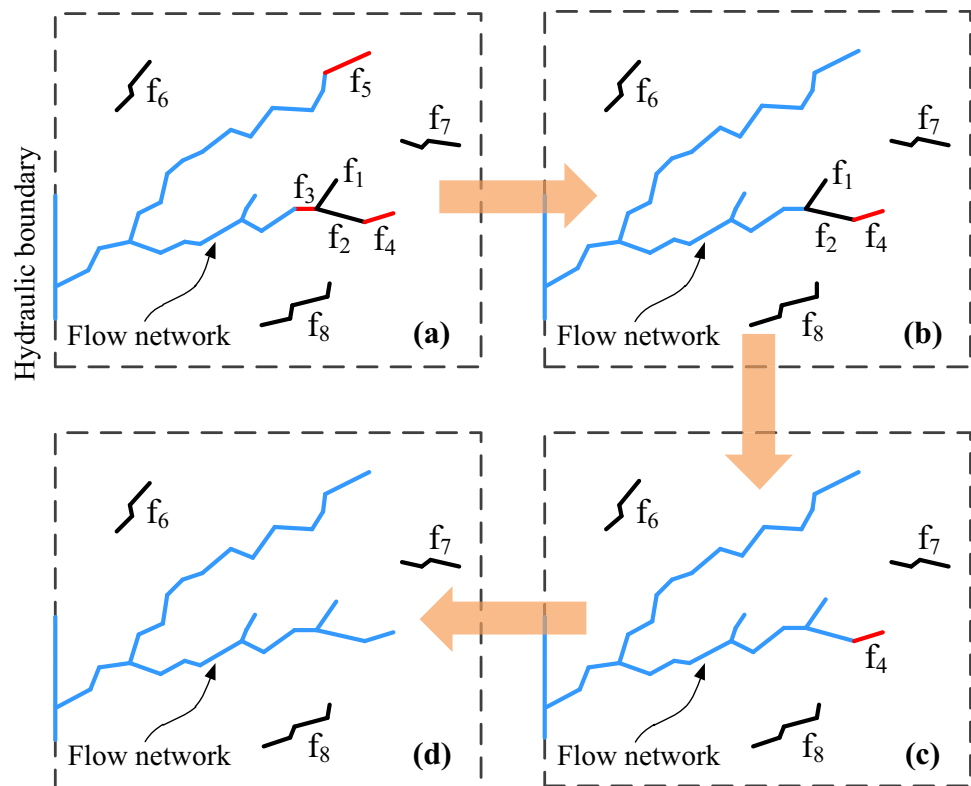 Hydraulic boundary
f₆
f₅
f₇
f₁
f₃
f₂
f₄
f₈
Flow network
(a)
f₆
f₇
f₁
f₂
f₄
f₈
Flow network
(b)
f₆
f₇
f₈
Flow network
(d)
f₆
f₇
f₄
f₈
Flow network
(c)